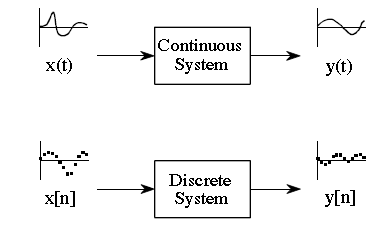 Continuous
System
x(t)
y(t)
Discrete
System
x[n]
y[n]